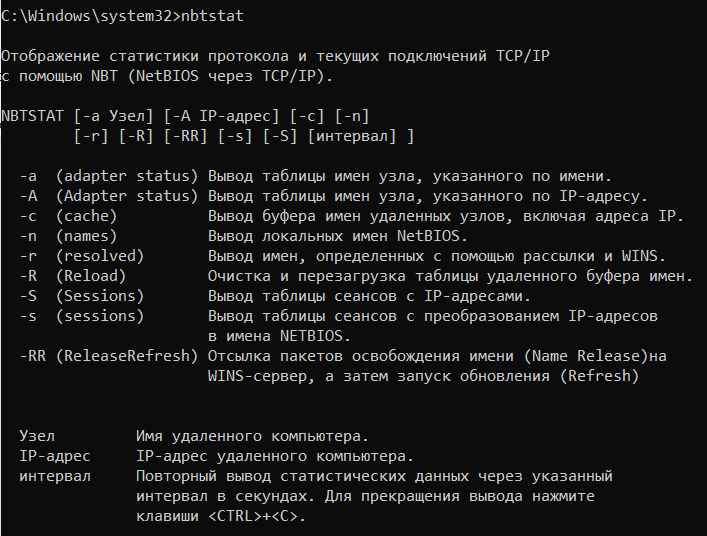 C:\Windows\system32>nbtstat
Отображение статистики протокола и текущих подключений TCP/IP
с помощью NBT (NetBIOS через TCP/IP).
NBTSTAT [-a Узел] [-A IP-адрес] [-c] [-n]
[-r] [-R] [-RR] [-s] [-S] [интервал] ]
-a (adapter status) Вывод таблицы имен узла, указанного по имени.
-A (Adapter status) Вывод таблицы имен узла, указанного по IP-адресу.
-c (cache) Вывод буфера имен удаленных узлов, включая адреса IP.
-n (names) Вывод локальных имен NetBIOS.
-r (resolved) Вывод имен, определенных с помощью рассылки и WINS.
-R (Reload) Очистка и перезагрузка таблицы удаленного буфера имен.
-S (Sessions) Вывод таблицы сеансов с IP-адресами.
-s (sessions) Вывод таблицы сеансов с преобразованием IP-адресов
в имена NETBIOS.
-RR (ReleaseRefresh) Отсылка пакетов освобождения имени (Name Release)на
WINS-сервер, а затем запуск обновления (Refresh)
Узел Имя удаленного компьютера.
IP-адрес IP-адрес удаленного компьютера.
интервал Повторный вывод статистических данных через указанный
интервал в секундах. Для прекращения вывода нажмите
клавиши <CTRL>+<C>.